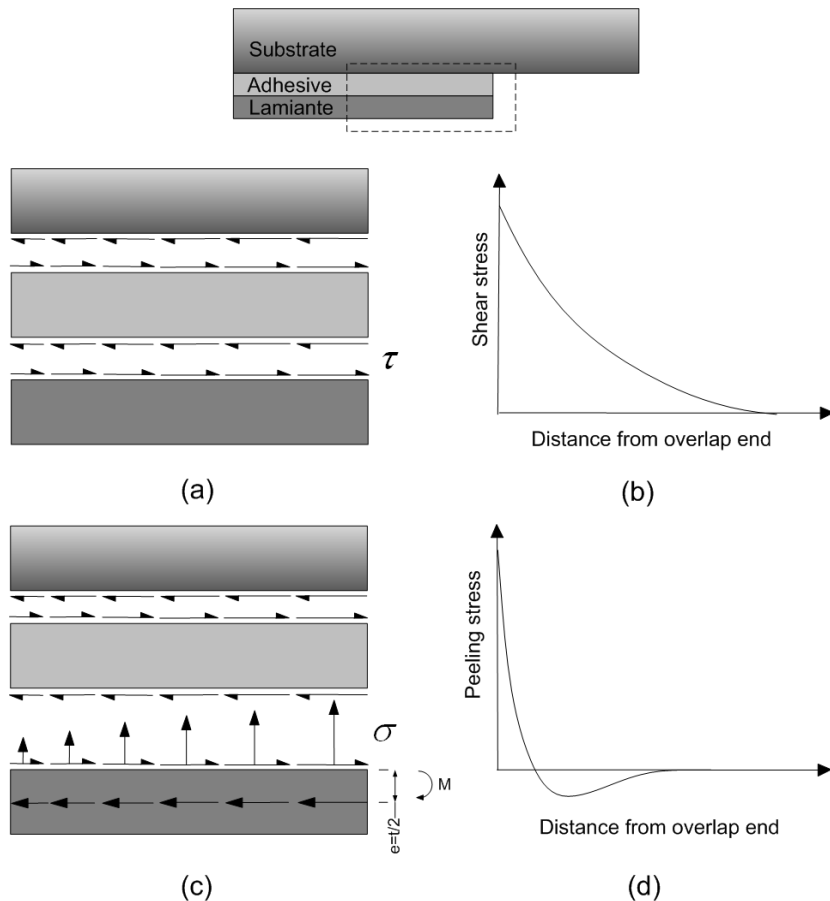 Substrate
Adhesive
Lamiante
τ
(a)
Shear stress
Distance from overlap end
(b)
σ
M
e=t/2
(c)
Peeling stress
Distance from overlap end
(d)